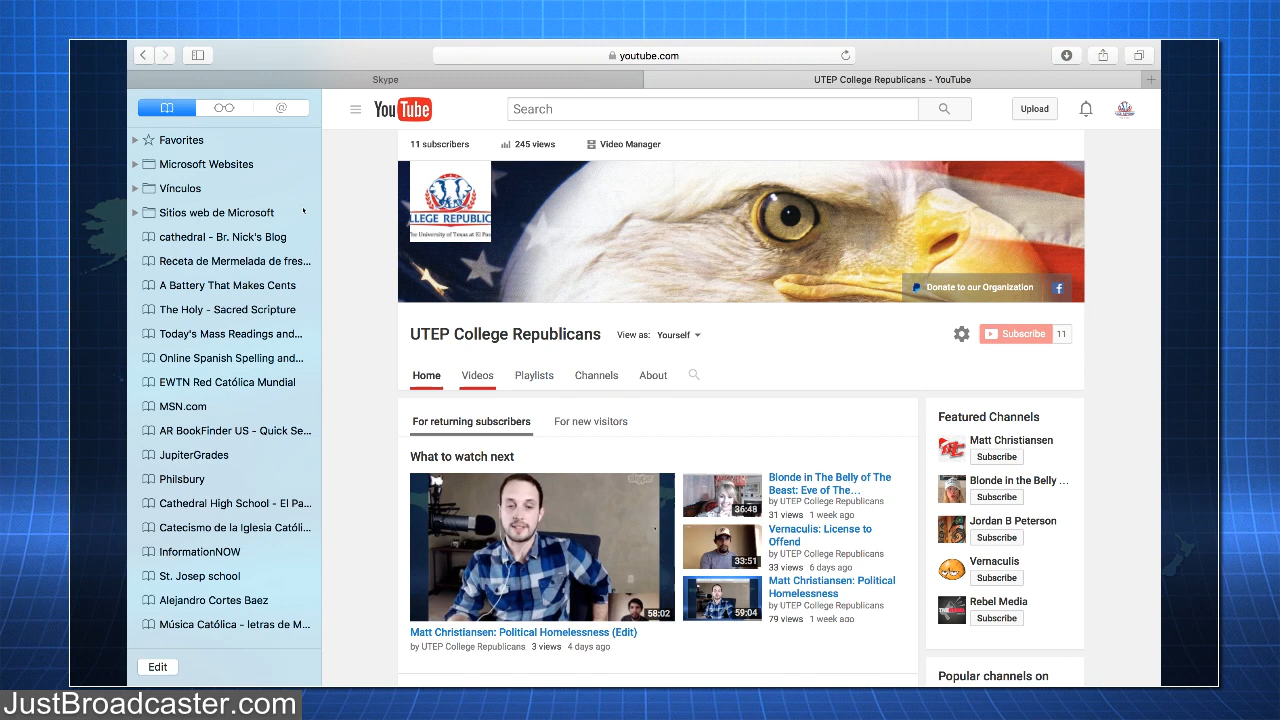 youtube.com
Skype
UTEP College Republicans - YouTube
Favorites
Microsoft Websites
Vínculos
Sitios web de Microsoft
cathedral - Br. Nick's Blog
Receta de Mermelada de fres...
A Battery That Makes Cents
The Holy - Sacred Scripture
Today's Mass Readings and...
Online Spanish Spelling and...
EWTN Red Católica Mundial
MSN.com
AR BookFinder US - Quick Se...
JupiterGrades
Philsbury
Cathedral High School - El Pa...
Catecismo de la Iglesia Católi...
InformationNOW
St. Josep school
Alejandro Cortes Baez
Música Católica - letras de M...
Edit
YouTube
Search
Upload
11 subscribers
245 views
Video Manager
LLEGE REPUBLIC
The University of Texas at El Pas
Donate to our Organization
UTEP College Republicans
View as: Yourself
Subscribe 11
Home Videos Playlists Channels About
For returning subscribers
For new visitors
What to watch next
skype
58:02
Matt Christiansen: Political Homelessness (Edit)
by UTEP College Republicans 3 views 4 days ago
36:48
Blonde in The Belly of The
Beast: Eve of The...
by UTEP College Republicans
31 views 1 week ago
33:51
Vernaculis: License to
Offend
by UTEP College Republicans
33 views 6 days ago
59:04
Matt Christiansen: Political
Homelessness
by UTEP College Republicans
79 views 1 week ago
Featured Channels
Matt Christiansen
Subscribe
Blonde in the Belly ...
Subscribe
Jordan B Peterson
Subscribe
Vernaculis
Subscribe
Rebel Media
Subscribe
Popular channels on
JustBroadcaster.com